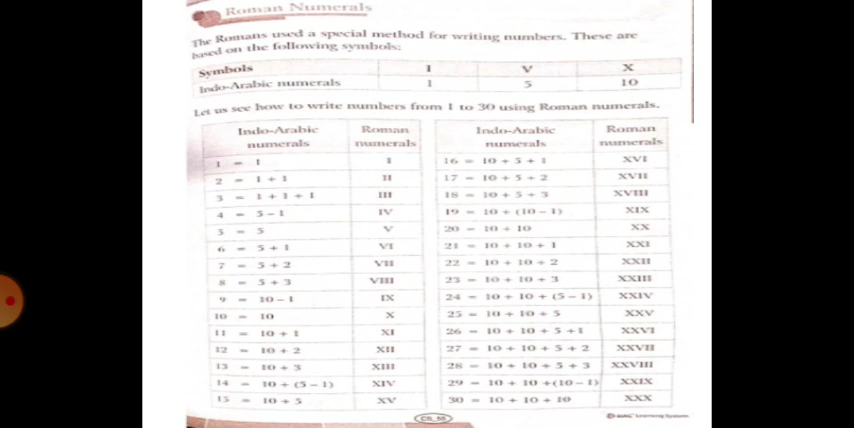 Roman Numerals
The Romans used a special method for writing numbers. These are
based on the following symbols:
Symbols I V X
Indo-Arabic numerals 1 5 10
Let us see how to write numbers from 1 to 30 using Roman numerals.
Indo-Arabic numerals Roman numerals
1 = 1 I
2 = 1 + 1 II
3 = 1 + 1 + 1 III
4 = 5 – 1 IV
5 = 5 V
6 = 5 + 1 VI
7 = 5 + 2 VII
8 = 5 + 3 VIII
9 = 10 – 1 IX
10 = 10 X
11 = 10 + 1 XI
12 = 10 + 2 XII
13 = 10 + 3 XIII
14 = 10 + (5 – 1) XIV
15 = 10 + 5 XV
Indo-Arabic numerals Roman numerals
16 = 10 + 5 + 1 XVI
17 = 10 + 5 + 2 XVII
18 = 10 + 5 + 3 XVIII
19 = 10 + (10 – 1) XIX
20 = 10 + 10 XX
21 = 10 + 10 + 1 XXI
22 = 10 + 10 + 2 XXII
23 = 10 + 10 + 3 XXIII
24 = 10 + 10 + (5 – 1) XXIV
25 = 10 + 10 + 5 XXV
26 = 10 + 10 + 5 + 1 XXVI
27 = 10 + 10 + 5 + 2 XXVII
28 = 10 + 10 + 5 + 3 XXVIII
29 = 10 + 10 + (10 – 1) XXIX
30 = 10 + 10 + 10 XXX
Learning Systems